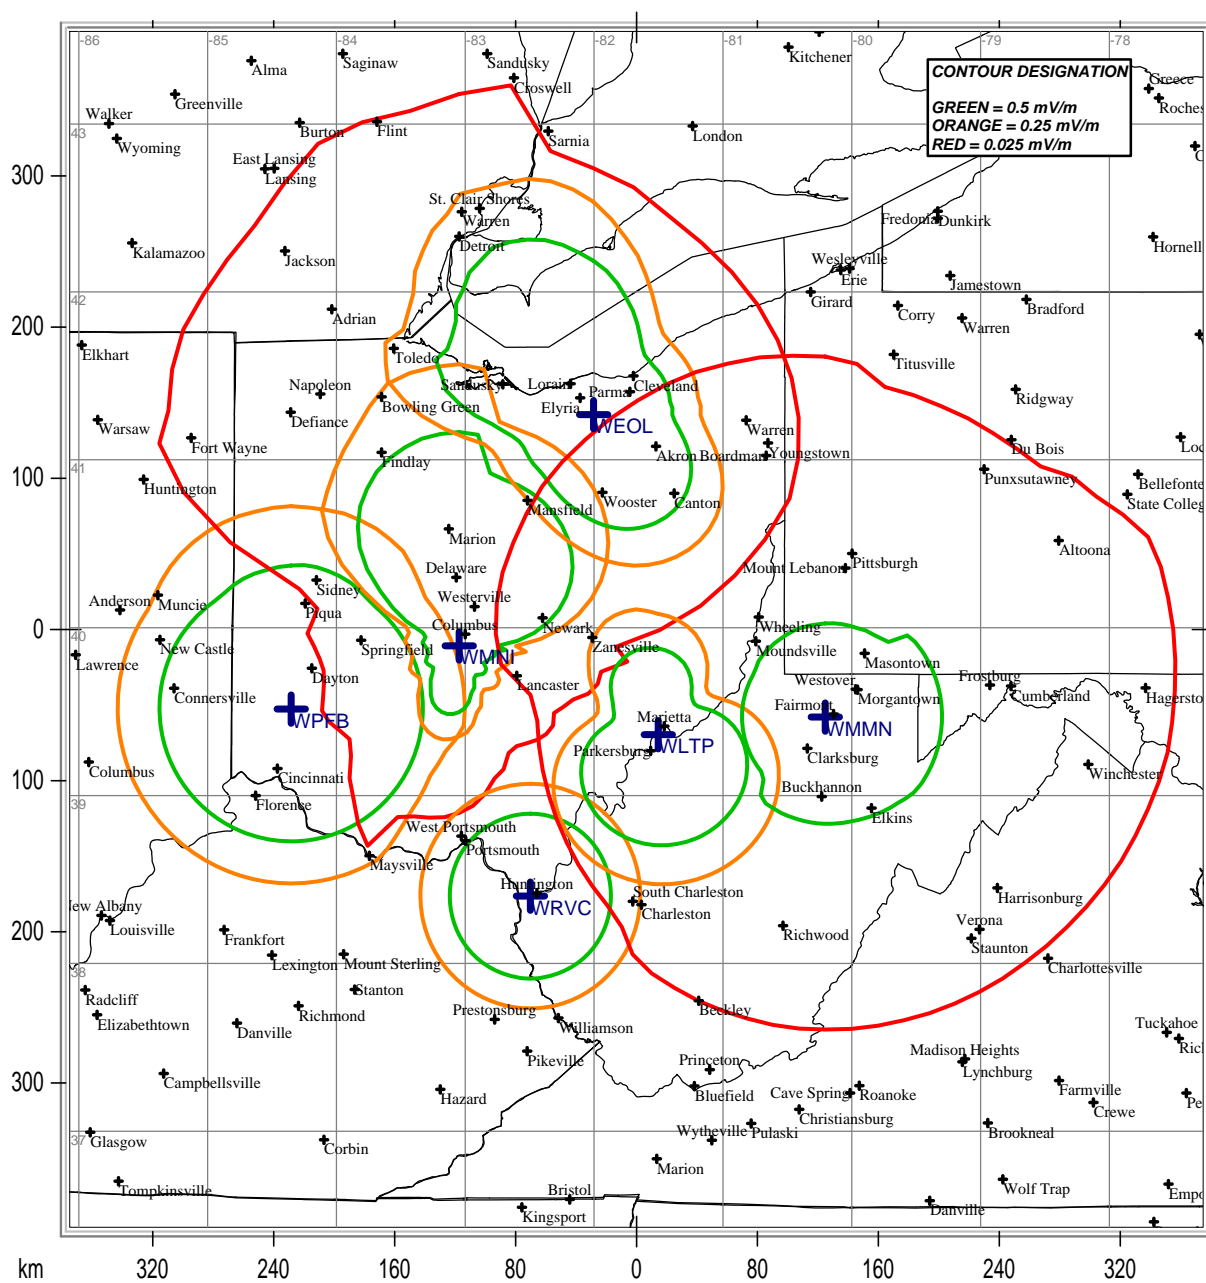 -86
-85
-84
-83
-82
-81
-80
-79
-78
Kitchener
Alma
Saginaw
Sandusky
Croswell
Greece
Greenville
Walker
Wyoming
Burton
Flint
Sarnia
London
CONTOUR DESIGNATION
GREEN = 0.5 mV/m
ORANGE = 0.25 mV/m
RED = 0.025 mV/m
43
East Lansing
Lansing
300
St. Clair Shores
Warren
Detroit
Fredonia
Dunkirk
Hornell
Kalamazoo
Jackson
Wesleyville
Erie
Girard
Jamestown
Bradford
42
Adrian
Corry
Warren
200
Elkhart
Toledo
Titusville
Napoleon
Sandusky
Lorain
Parma
Cleveland
Ridgway
Defiance
Bowling Green
Elyria
WEOL
Warsaw
Fort Wayne
Warren
Youngstown
Du Bois
41
Findlay
Akron
Boardman
100
Huntington
Punxsutawney
Bellefonte
State Colleg
Mansfield
Wooster
Canton
Marion
Altoona
Delaware
Mount Lebanon
Pittsburgh
Sidney
Anderson
Muncie
Piqua
Westerville
0
40
New Castle
Springfield
Columbus
Newark
Zanesville
Wheeling
Moundsville
WMNI
Lawrence
Masontown
Dayton
Lancaster
Connersville
Westover
Morgantown
Frostburg
Cumberland
Hagersto
WPFB
Marietta
Fairmont
WLTP
WMMN
Parkersburg
Clarksburg
Columbus
Cincinnati
Winchester
100
39
Florence
Buckhannon
Elkins
West Portsmouth
Portsmouth
Maysville
Huntington
WRVC
South Charleston
Charleston
Harrisonburg
Louisville
Frankfort
Richwood
Verona
Staunton
200
38
Lexington
Mount Sterling
Charlottesville
Radcliff
Stanton
Elizabethtown
Richmond
Danville
Prestonsburg
Williamson
Beckley
Tuckahoe
Pikeville
Madison Heights
Lynchburg
300
Campbellsville
Princeton
Bluefield
Hazard
Cave Spring
Roanoke
Christiansburg
Farmville
Crewe
37
Glasgow
Corbin
Wytheville
Pulaski
Brookneal
Marion
Tompkinsville
Bristol
Kingsport
Wolf Trap
Danville
km
320
240
160
80
0
80
160
240
320